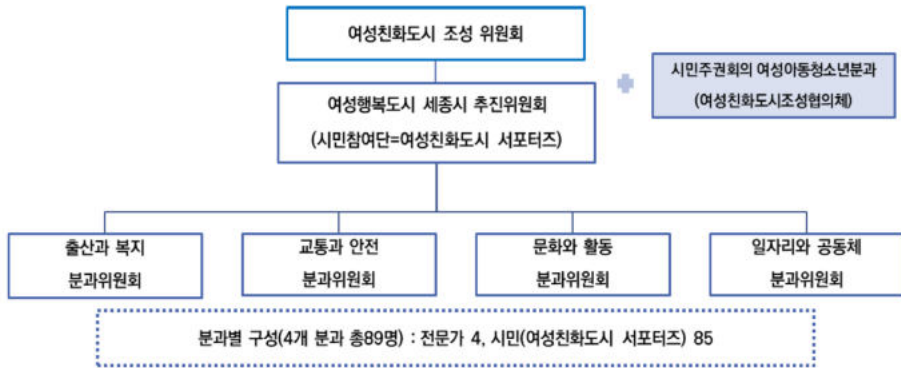 여성친화도시 조성 위원회
시민주권회의 여성아동청소년분과
(여성친화도시조성협의체)
여성행복도시 세종시 추진위원회
(시민참여단=여성친화도시 서포터즈)
출산과 복지
분과위원회
교통과 안전
분과위원회
문화와 활동
분과위원회
일자리와 공동체
분과위원회
분과별 구성(4개 분과 총89명) : 전문가 4, 시민(여성친화도시 서포터즈) 85